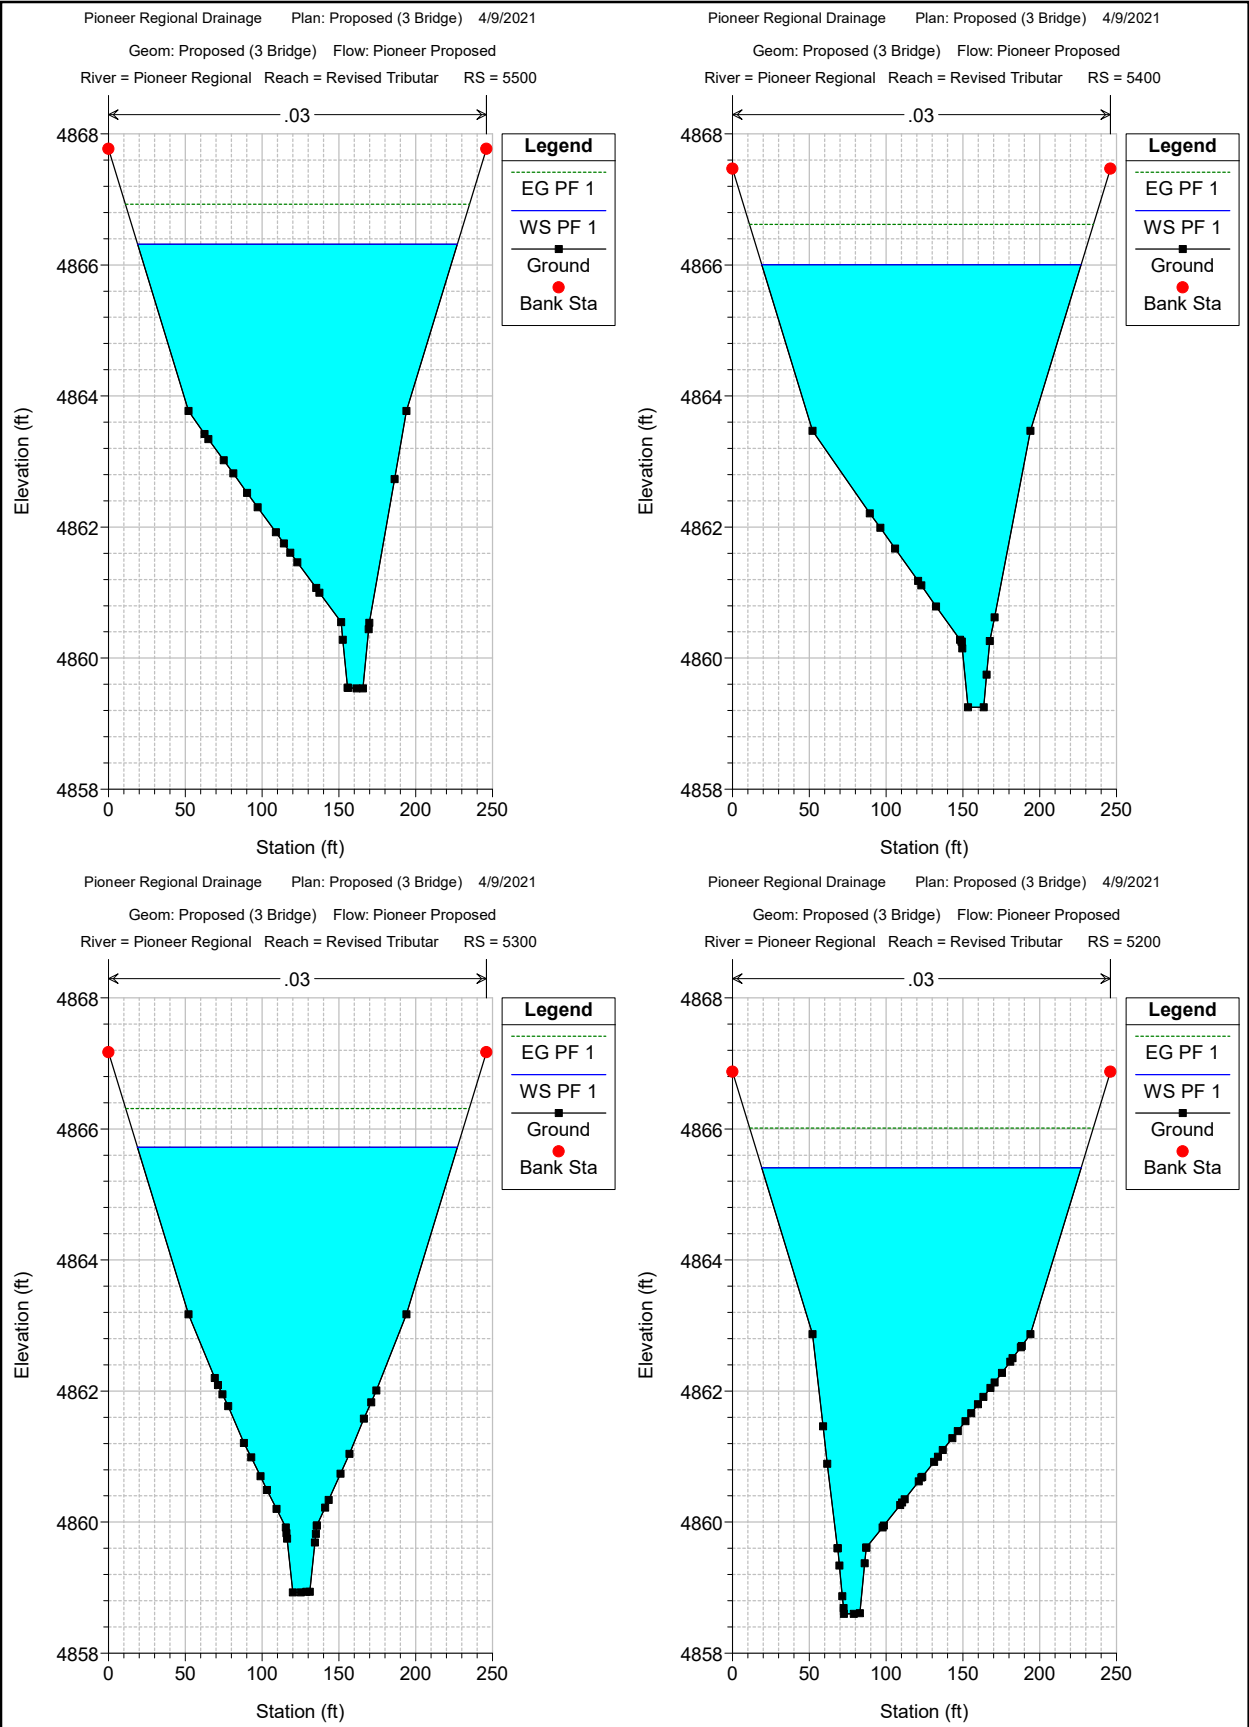 Pioneer Regional Drainage Plan: Proposed (3 Bridge) 4/9/2021
Geom: Proposed (3 Bridge) Flow: Pioneer Proposed
River = Pioneer Regional Reach = Revised Tributar RS = 5500
.03
4868
4866
4864
4862
4860
4858
Elevation (ft)
0 50 100 150 200 250
Station (ft)
Legend
EG PF 1
WS PF 1
Ground
Bank Sta
Pioneer Regional Drainage Plan: Proposed (3 Bridge) 4/9/2021
Geom: Proposed (3 Bridge) Flow: Pioneer Proposed
River = Pioneer Regional Reach = Revised Tributar RS = 5400
.03
4868
4866
4864
4862
4860
4858
Elevation (ft)
0 50 100 150 200 250
Station (ft)
Legend
EG PF 1
WS PF 1
Ground
Bank Sta
Pioneer Regional Drainage Plan: Proposed (3 Bridge) 4/9/2021
Geom: Proposed (3 Bridge) Flow: Pioneer Proposed
River = Pioneer Regional Reach = Revised Tributar RS = 5300
.03
4868
4866
4864
4862
4860
4858
Elevation (ft)
0 50 100 150 200 250
Station (ft)
Legend
EG PF 1
WS PF 1
Ground
Bank Sta
Pioneer Regional Drainage Plan: Proposed (3 Bridge) 4/9/2021
Geom: Proposed (3 Bridge) Flow: Pioneer Proposed
River = Pioneer Regional Reach = Revised Tributar RS = 5200
.03
4868
4866
4864
4862
4860
4858
Elevation (ft)
0 50 100 150 200 250
Station (ft)
Legend
EG PF 1
WS PF 1
Ground
Bank Sta